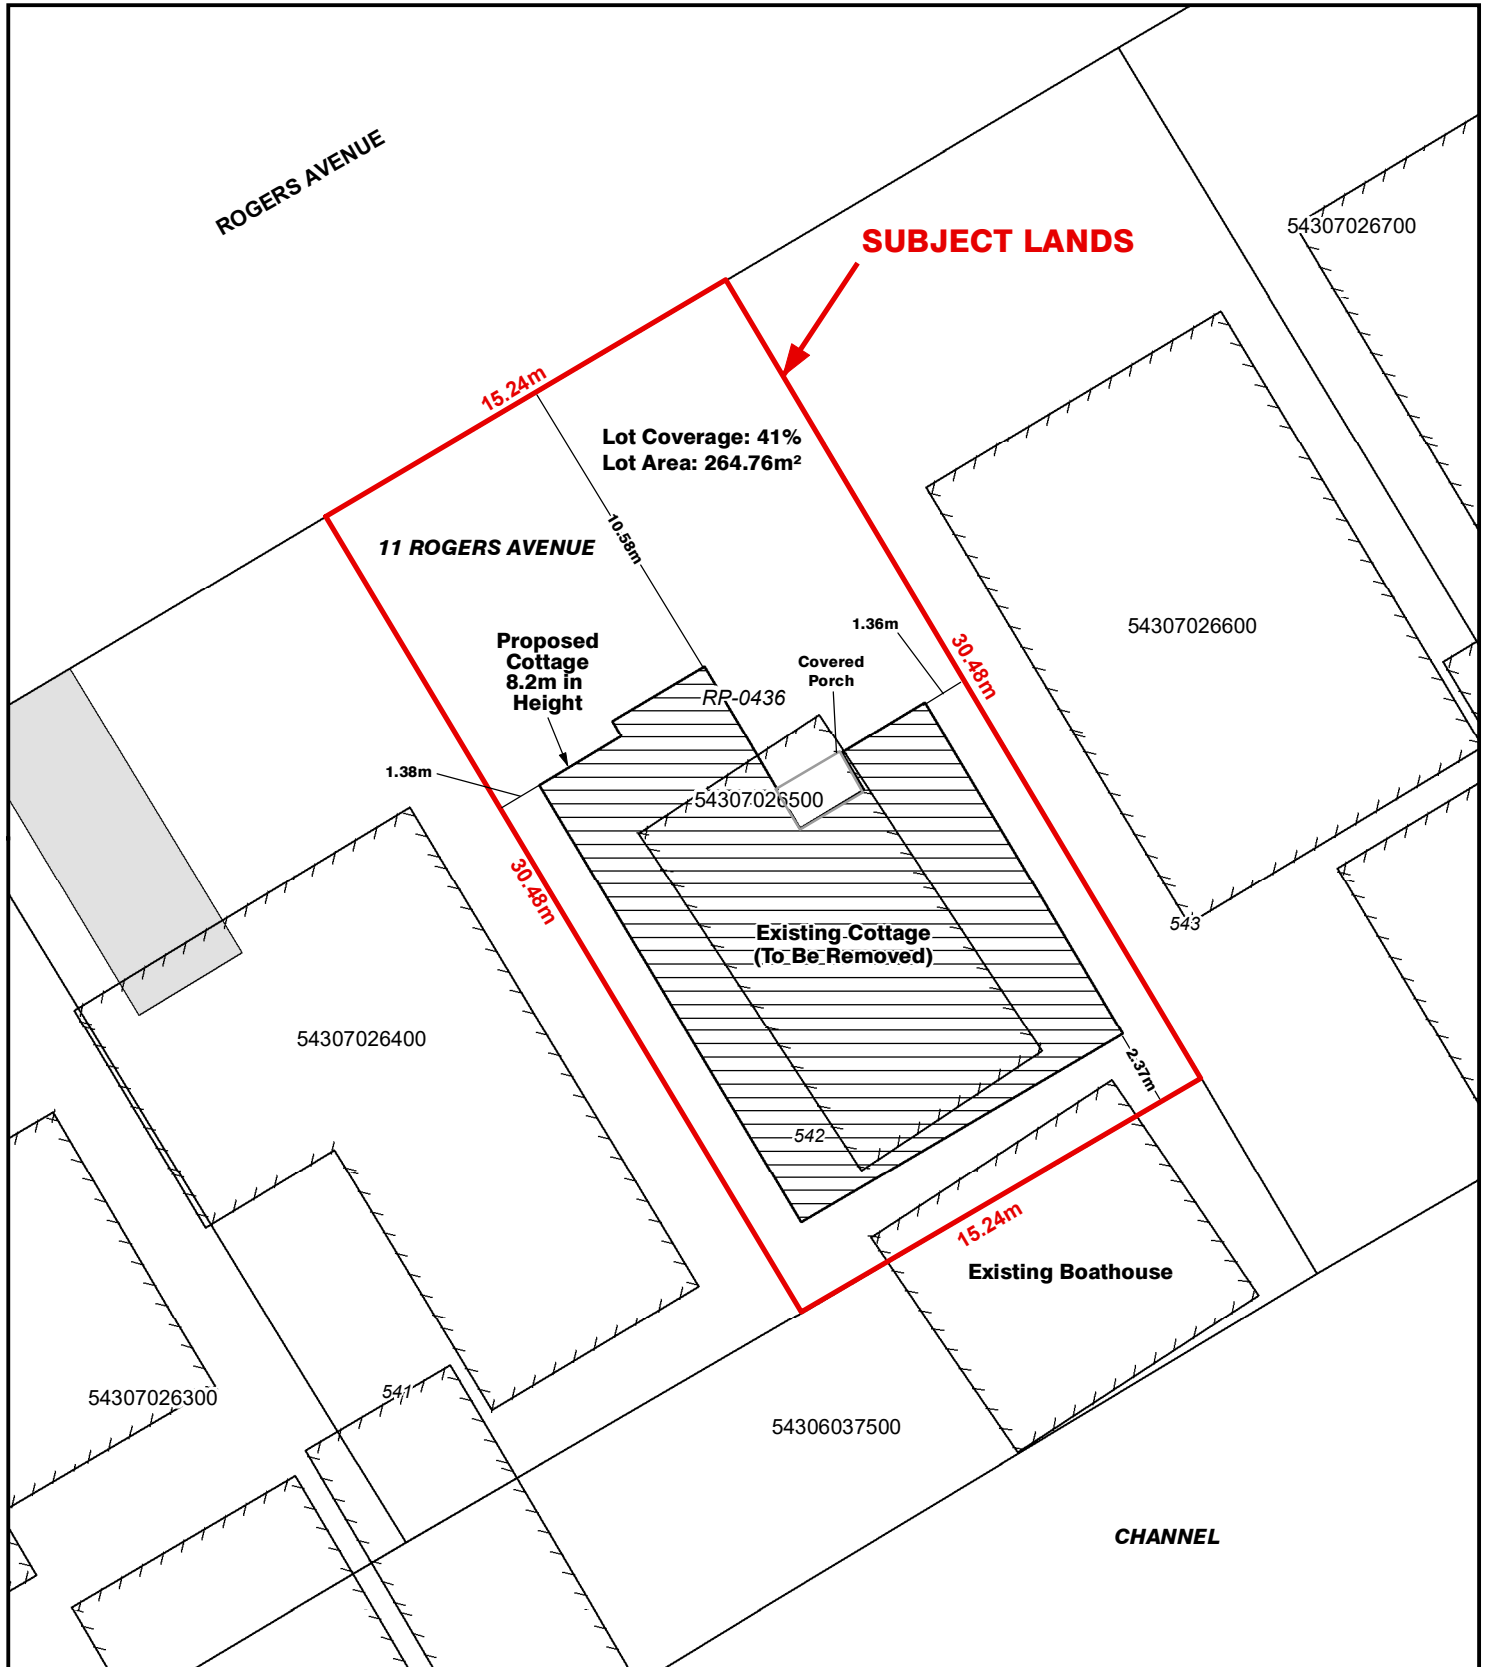 ROGERS AVENUE
54307026700
SUBJECT LANDS
15.24m
Lot Coverage: 41%
Lot Area: 264.76m²
10.58m
11 ROGERS AVENUE
1.36m
54307026600
30.48m
Proposed
Cottage
8.2m in
Height
Covered
Porch
RP-0436
1.38m
54307026500
30.48m
543
Existing Cottage
(To Be Removed)
54307026400
2.37m
542
15.24m
Existing Boathouse
541
54307026300
54306037500
CHANNEL